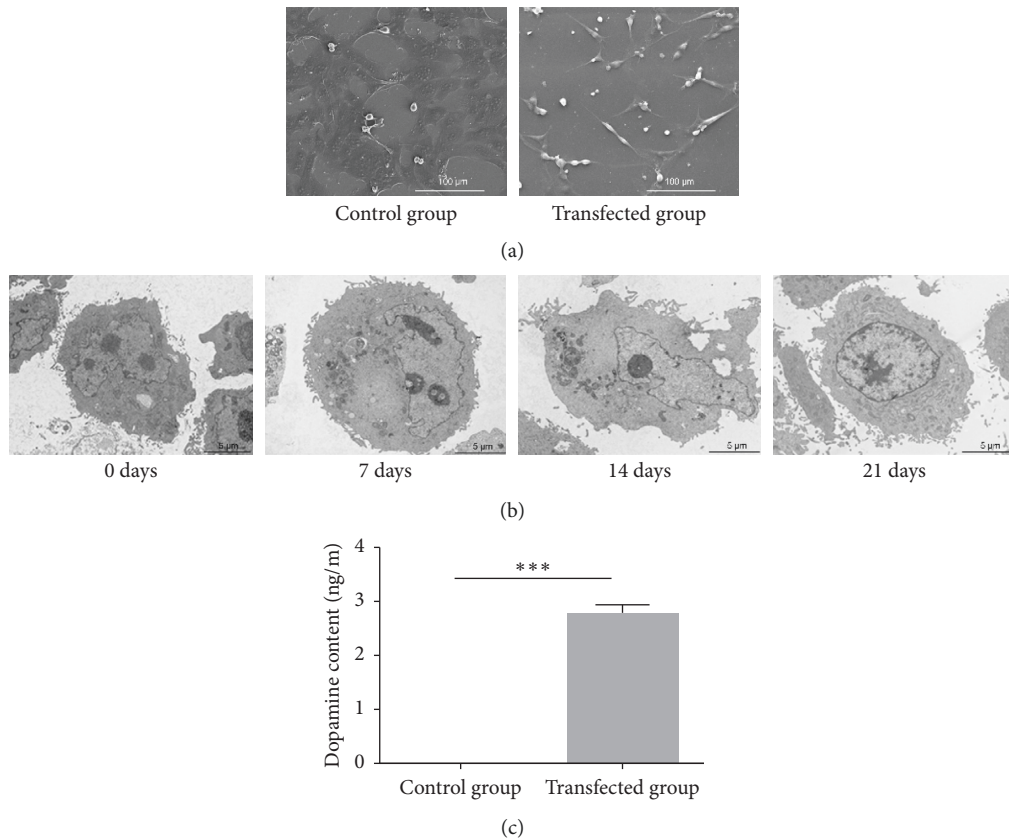 100 µm
100 µm
Control group
Transfected group
(a)
5 µm
5 µm
5 µm
5 µm
0 days
7 days
14 days
21 days
(b)
Dopamine content (ng/m)
4
3
2
1
0
***
Control group
Transfected group
(c)